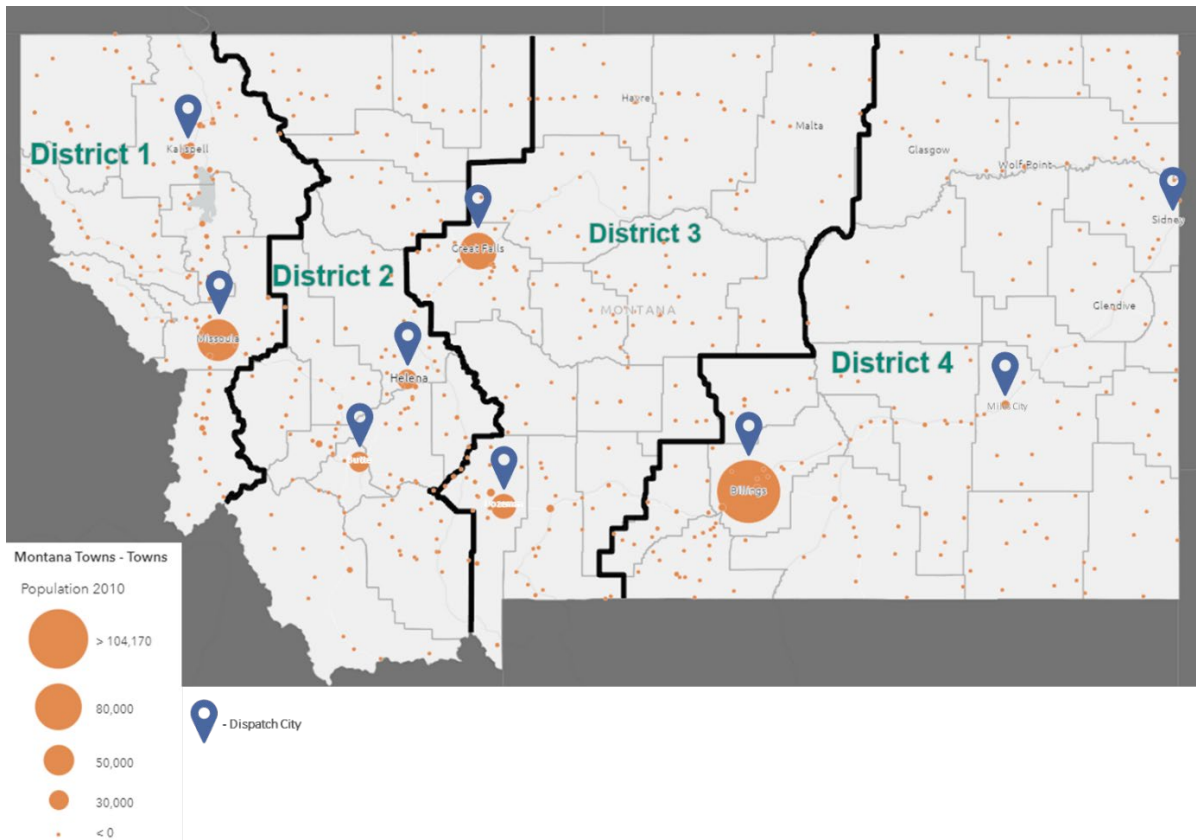 Havre
Malta
District 1
Kalispell
Glasgow
Wolf Point
Sidney
District 3
Great Falls
District 2
MONTANA
Glendive
Missoula
District 4
Helena
Miles City
Butte
Billings
Montana Towns - Towns
Population 2010
> 104,170
80,000
- Dispatch City
50,000
30,000
< 0